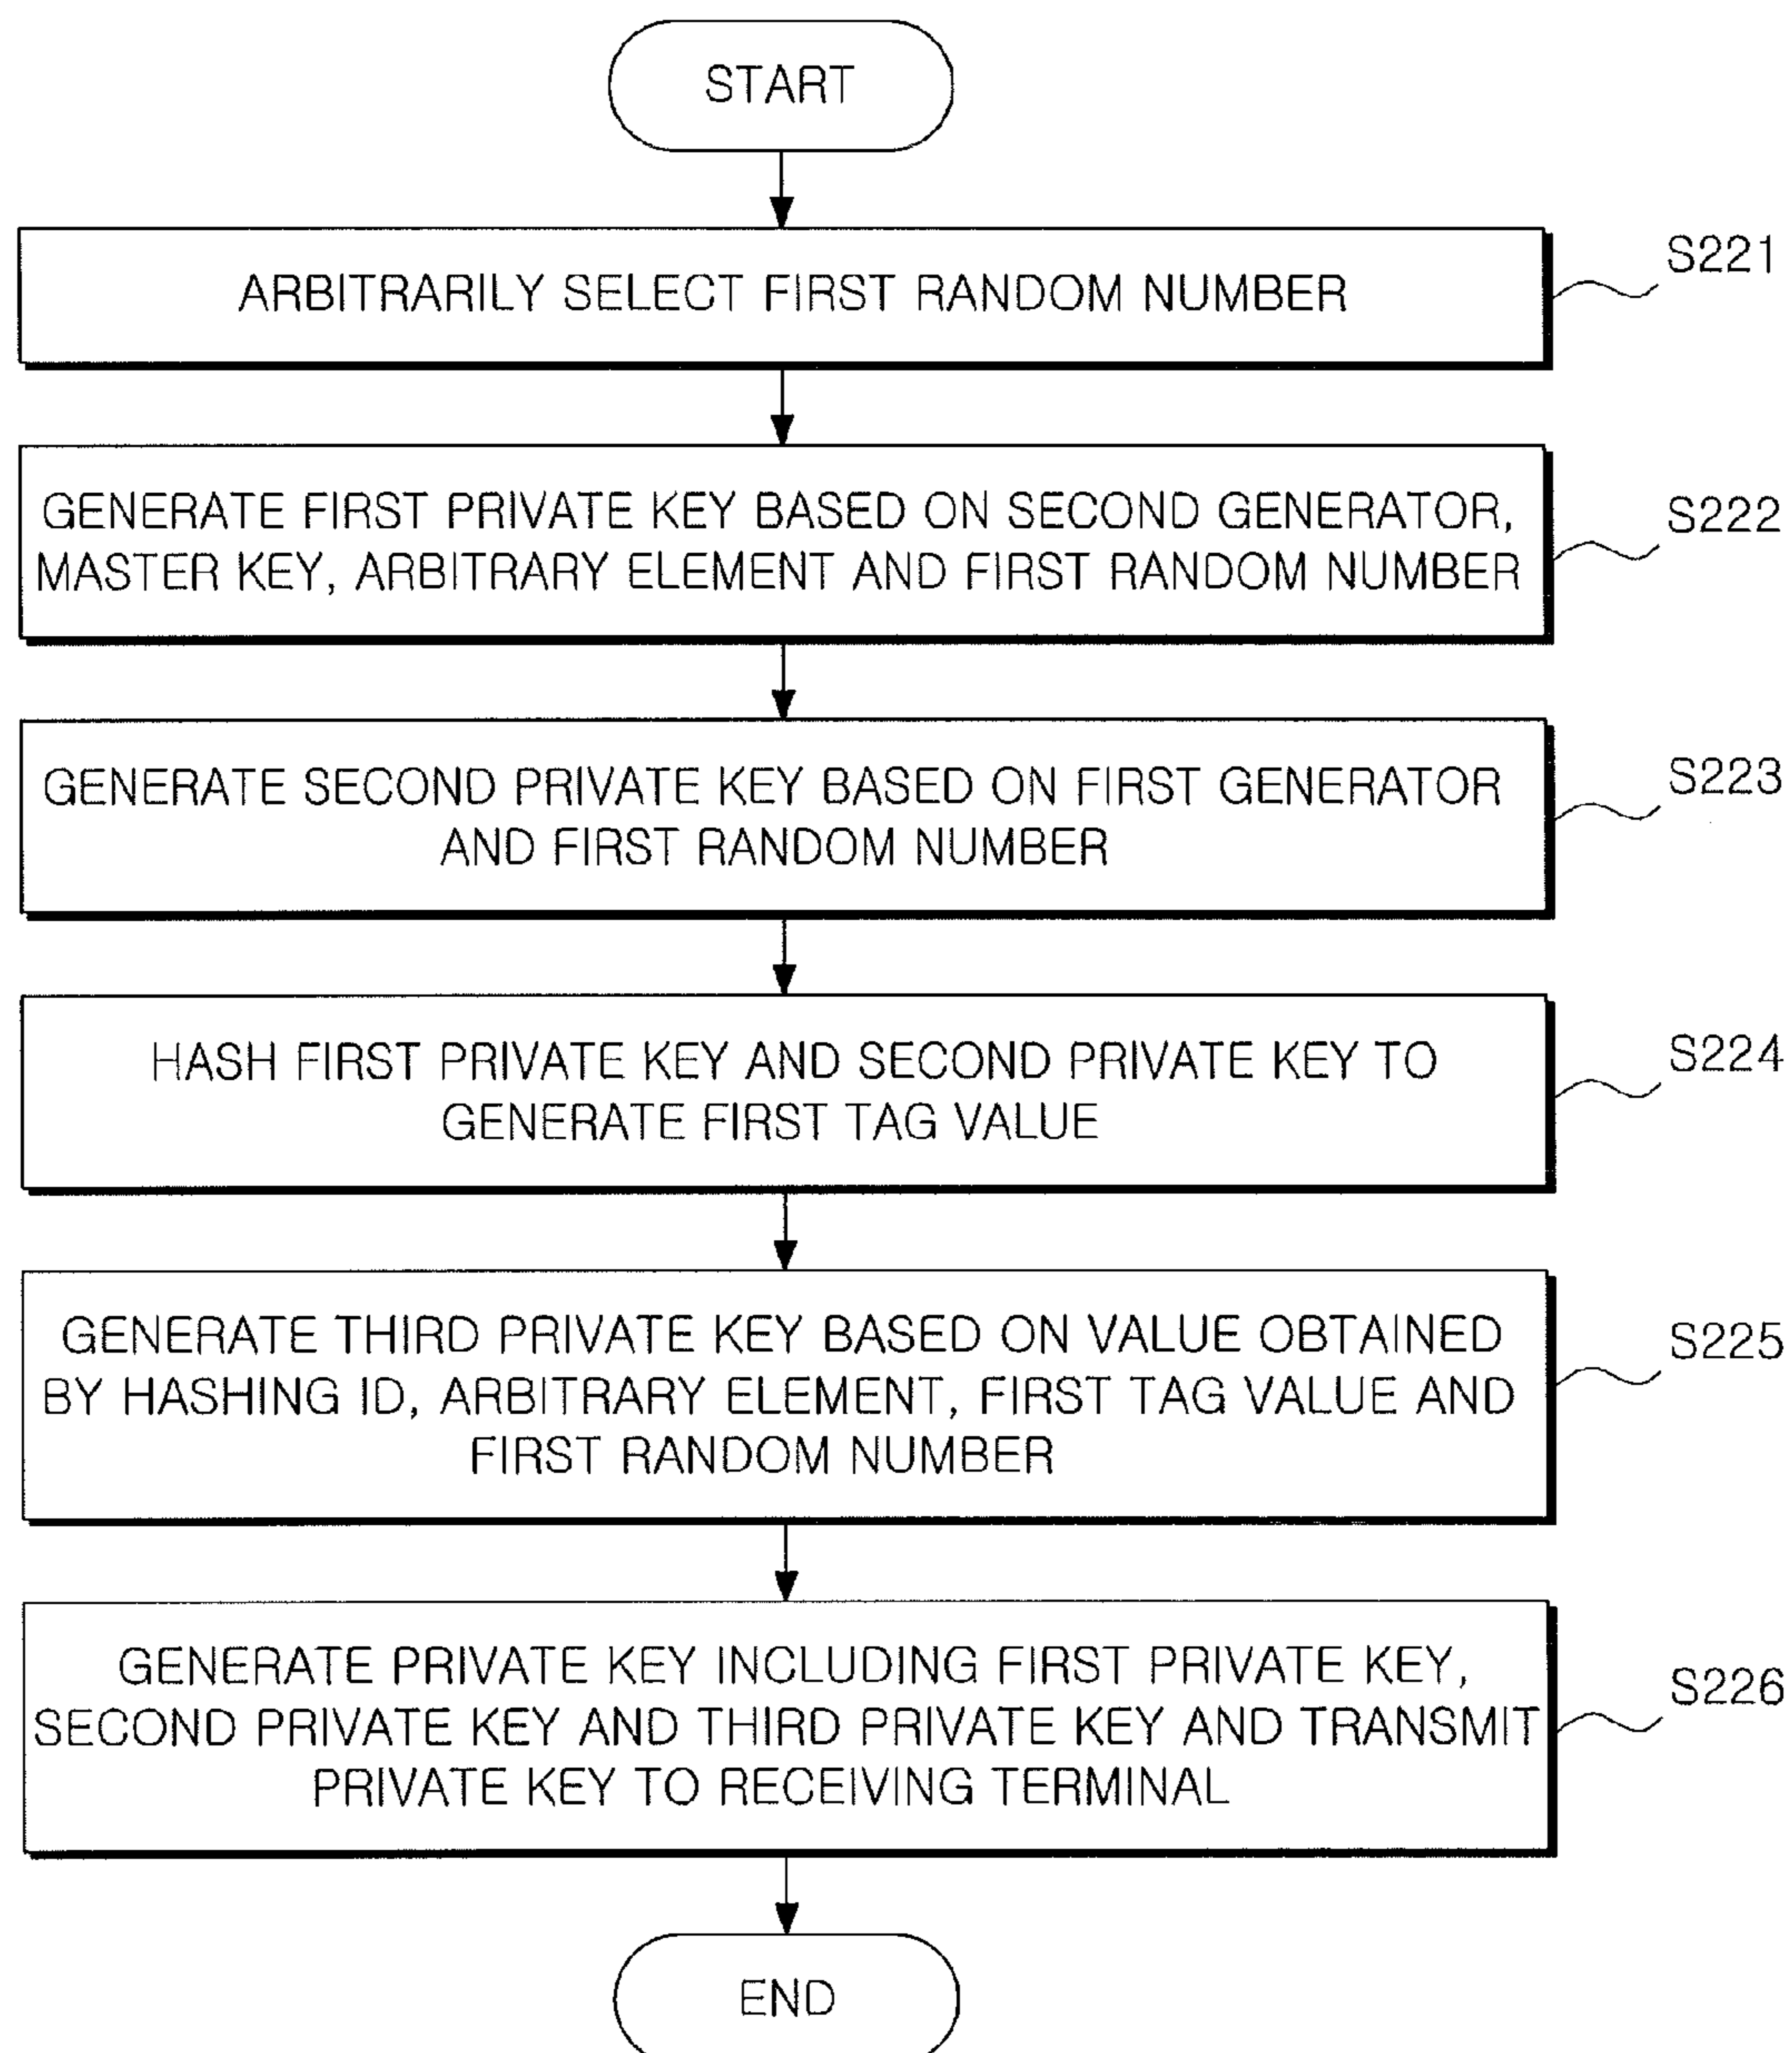 START
ARBITRARILY SELECT FIRST RANDOM NUMBER
S221
GENERATE FIRST PRIVATE KEY BASED ON SECOND GENERATOR,
MASTER KEY, ARBITRARY ELEMENT AND FIRST RANDOM NUMBER
S222
GENERATE SECOND PRIVATE KEY BASED ON FIRST GENERATOR
AND FIRST RANDOM NUMBER
S223
HASH FIRST PRIVATE KEY AND SECOND PRIVATE KEY TO
GENERATE FIRST TAG VALUE
S224
GENERATE THIRD PRIVATE KEY BASED ON VALUE OBTAINED
BY HASHING ID, ARBITRARY ELEMENT, FIRST TAG VALUE AND
FIRST RANDOM NUMBER
S225
GENERATE PRIVATE KEY INCLUDING FIRST PRIVATE KEY,
SECOND PRIVATE KEY AND THIRD PRIVATE KEY AND TRANSMIT
PRIVATE KEY TO RECEIVING TERMINAL
S226
END